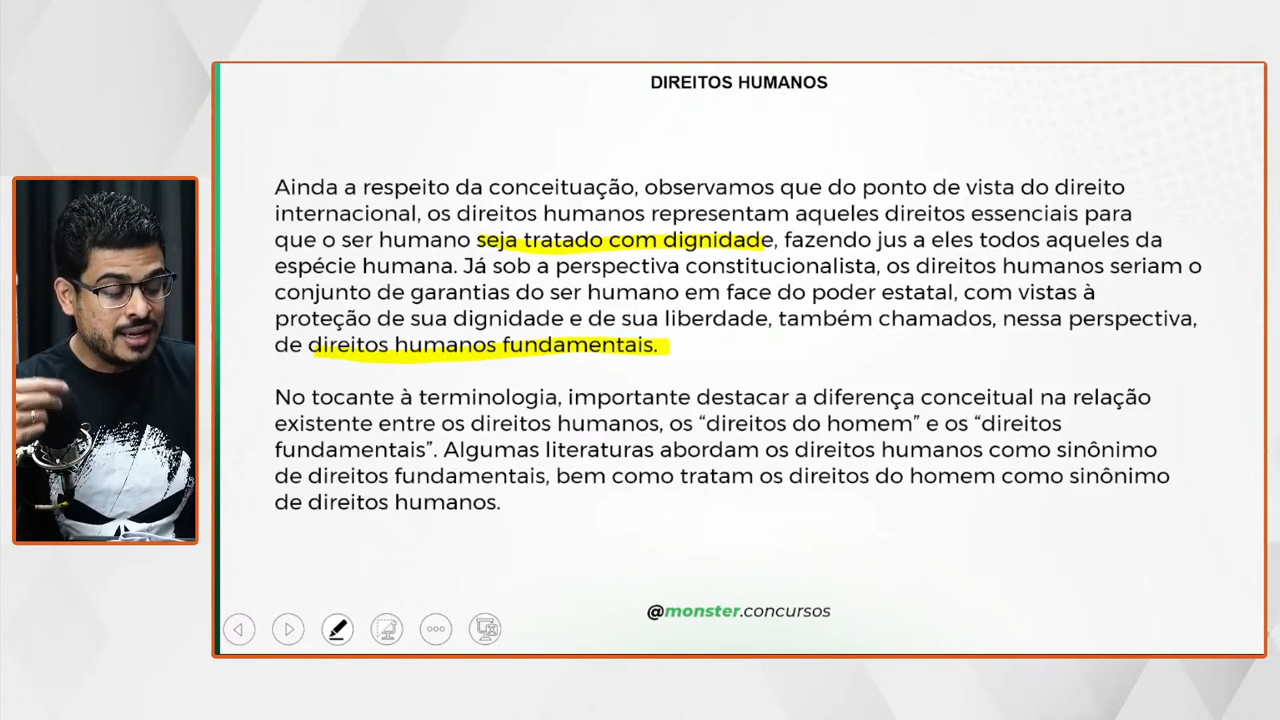 DIREITOS HUMANOS
Ainda a respeito da conceituação, observamos que do ponto de vista do direito
internacional, os direitos humanos representam aqueles direitos essenciais para
que o ser humano seja tratado com dignidade, fazendo jus a eles todos aqueles da
espécie humana. Já sob a perspectiva constitucionalista, os direitos humanos seriam o
conjunto de garantias do ser humano em face do poder estatal, com vistas à
proteção de sua dignidade e de sua liberdade, também chamados, nessa perspectiva,
de direitos humanos fundamentais.
No tocante à terminologia, importante destacar a diferença conceitual na relação
existente entre os direitos humanos, os “direitos do homem” e os “direitos
fundamentais”. Algumas literaturas abordam os direitos humanos como sinônimo
de direitos fundamentais, bem como tratam os direitos do homem como sinônimo
de direitos humanos.
@monster.concursos